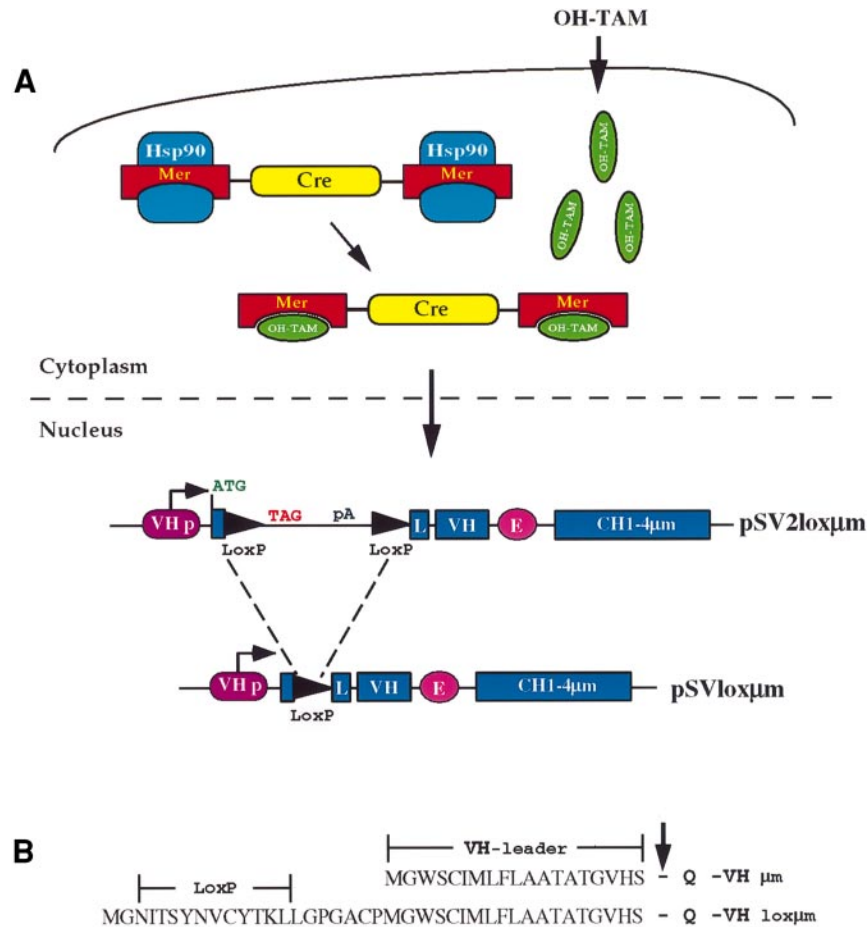 OH-TAM
A
Hsp90 Hsp90
Mer Cre Mer
OH-TAM
OH-TAM OH-TAM
Mer Cre Mer
OH-TAM OH-TAM
Cytoplasm
Nucleus
ATG
VH p TAG pA L VH E CH1-4μm pSV2loxμm
LoxP LoxP
VH p L VH E CH1-4μm pSVloxμm
LoxP
B
VH-leader
LoxP MGWSCIMLFLAATATGVHS - Q -VH μm
MGNITSYNVCYTKLLGPGACPMGWSCIMLFLAATATGVHS - Q -VH loxμm